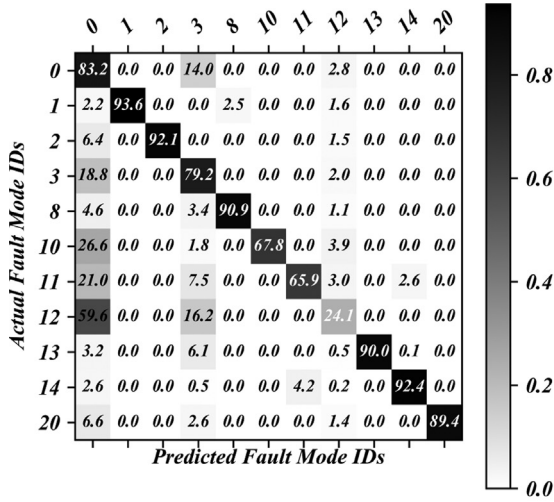 0 1 2 3 8 10 11 12 13 14 20
0 83.2 0.0 0.0 14.0 0.0 0.0 0.0 2.8 0.0 0.0 0.0
1 2.2 93.6 0.0 0.0 2.5 0.0 0.0 1.6 0.0 0.0 0.0
2 6.4 0.0 92.1 0.0 0.0 0.0 0.0 1.5 0.0 0.0 0.0
3 18.8 0.0 0.0 79.2 0.0 0.0 0.0 2.0 0.0 0.0 0.0
8 4.6 0.0 0.0 3.4 90.9 0.0 0.0 1.1 0.0 0.0 0.0
10 26.6 0.0 0.0 1.8 0.0 67.8 0.0 3.9 0.0 0.0 0.0
11 21.0 0.0 0.0 7.5 0.0 0.0 65.9 3.0 0.0 2.6 0.0
12 59.6 0.0 0.0 16.2 0.0 0.0 0.0 24.1 0.0 0.0 0.0
13 3.2 0.0 0.0 6.1 0.0 0.0 0.0 0.5 90.0 0.1 0.0
14 2.6 0.0 0.0 0.5 0.0 0.0 4.2 0.2 0.0 92.4 0.0
20 6.6 0.0 0.0 2.6 0.0 0.0 0.0 1.4 0.0 0.0 89.4
Actual Fault Mode IDs
Predicted Fault Mode IDs
0.8
0.6
0.4
0.2
0.0